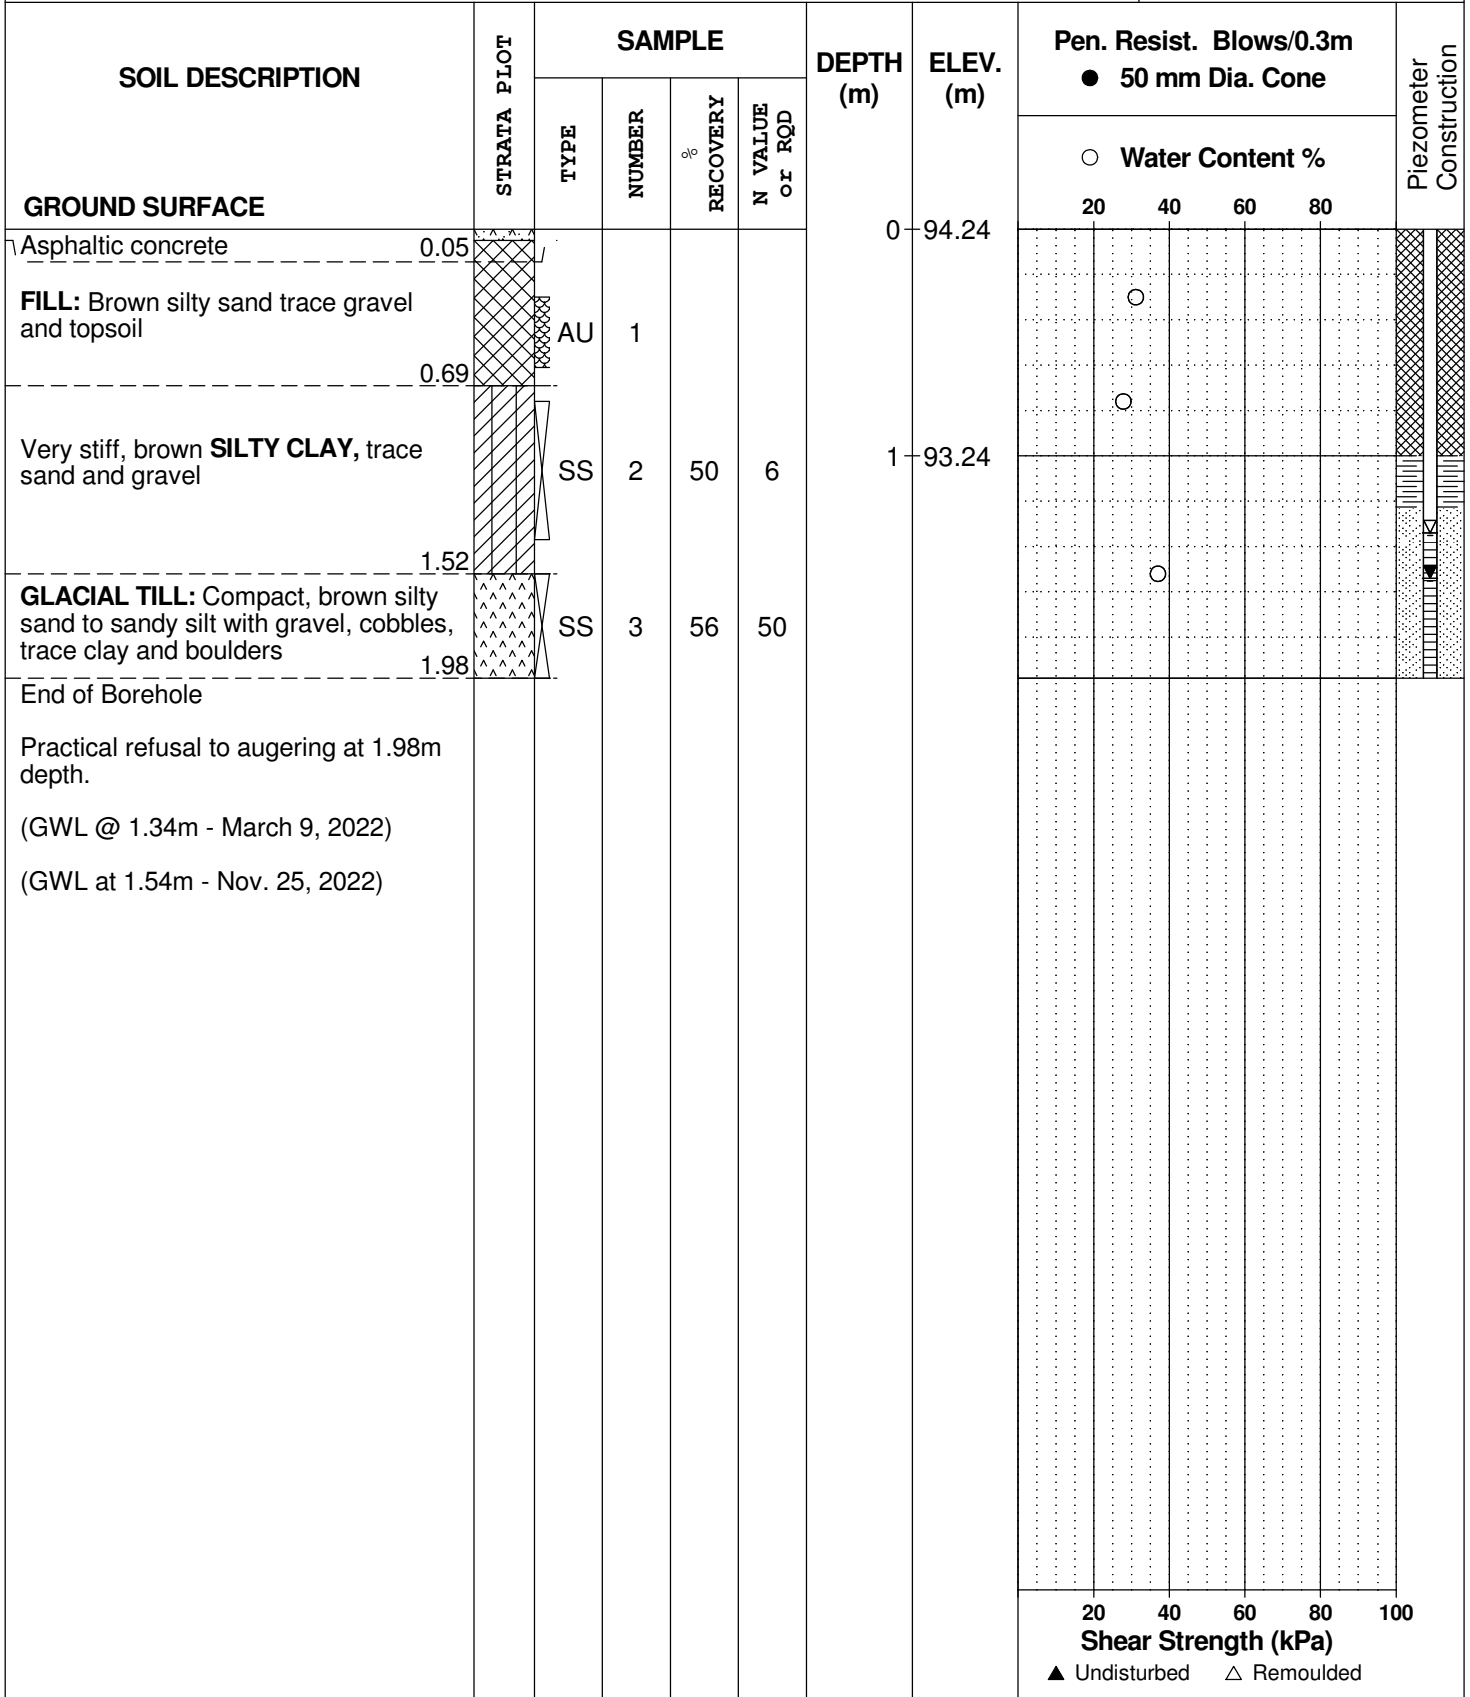 SOIL DESCRIPTION
GROUND SURFACE
STRATA PLOT
SAMPLE
TYPE
NUMBER
%
RECOVERY
N VALUE
or RQD
DEPTH
(m)
ELEV.
(m)
Pen. Resist. Blows/0.3m
● 50 mm Dia. Cone
○ Water Content %
20 40 60 80
Piezometer
Construction
0 94.24
Asphaltic concrete 0.05
FILL: Brown silty sand trace gravel
and topsoil
0.69
AU 1
Very stiff, brown SILTY CLAY, trace
sand and gravel
1.52
SS 2 50 6
1 93.24
GLACIAL TILL: Compact, brown silty
sand to sandy silt with gravel, cobbles,
trace clay and boulders
1.98
SS 3 56 50
End of Borehole
Practical refusal to augering at 1.98m
depth.
(GWL @ 1.34m - March 9, 2022)
(GWL at 1.54m - Nov. 25, 2022)
20 40 60 80 100
Shear Strength (kPa)
▲ Undisturbed △ Remoulded